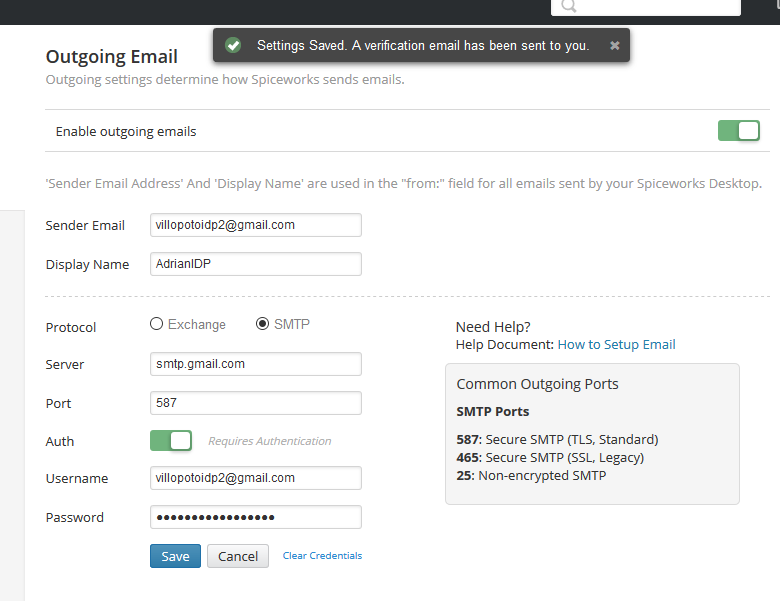 Settings Saved. A verification email has been sent to you.
Outgoing Email
Outgoing settings determine how Spiceworks sends emails.
Enable outgoing emails
'Sender Email Address' And 'Display Name' are used in the "from:" field for all emails sent by your Spiceworks Desktop.
Sender Email villopotoidp2@gmail.com
Display Name AdrianIDP
Protocol Exchange SMTP
Server smtp.gmail.com
Port 587
Auth Requires Authentication
Username villopotoidp2@gmail.com
Password •••••••••••••••••
Save Cancel Clear Credentials
Need Help?
Help Document: How to Setup Email
Common Outgoing Ports
SMTP Ports
587: Secure SMTP (TLS, Standard)
465: Secure SMTP (SSL, Legacy)
25: Non-encrypted SMTP